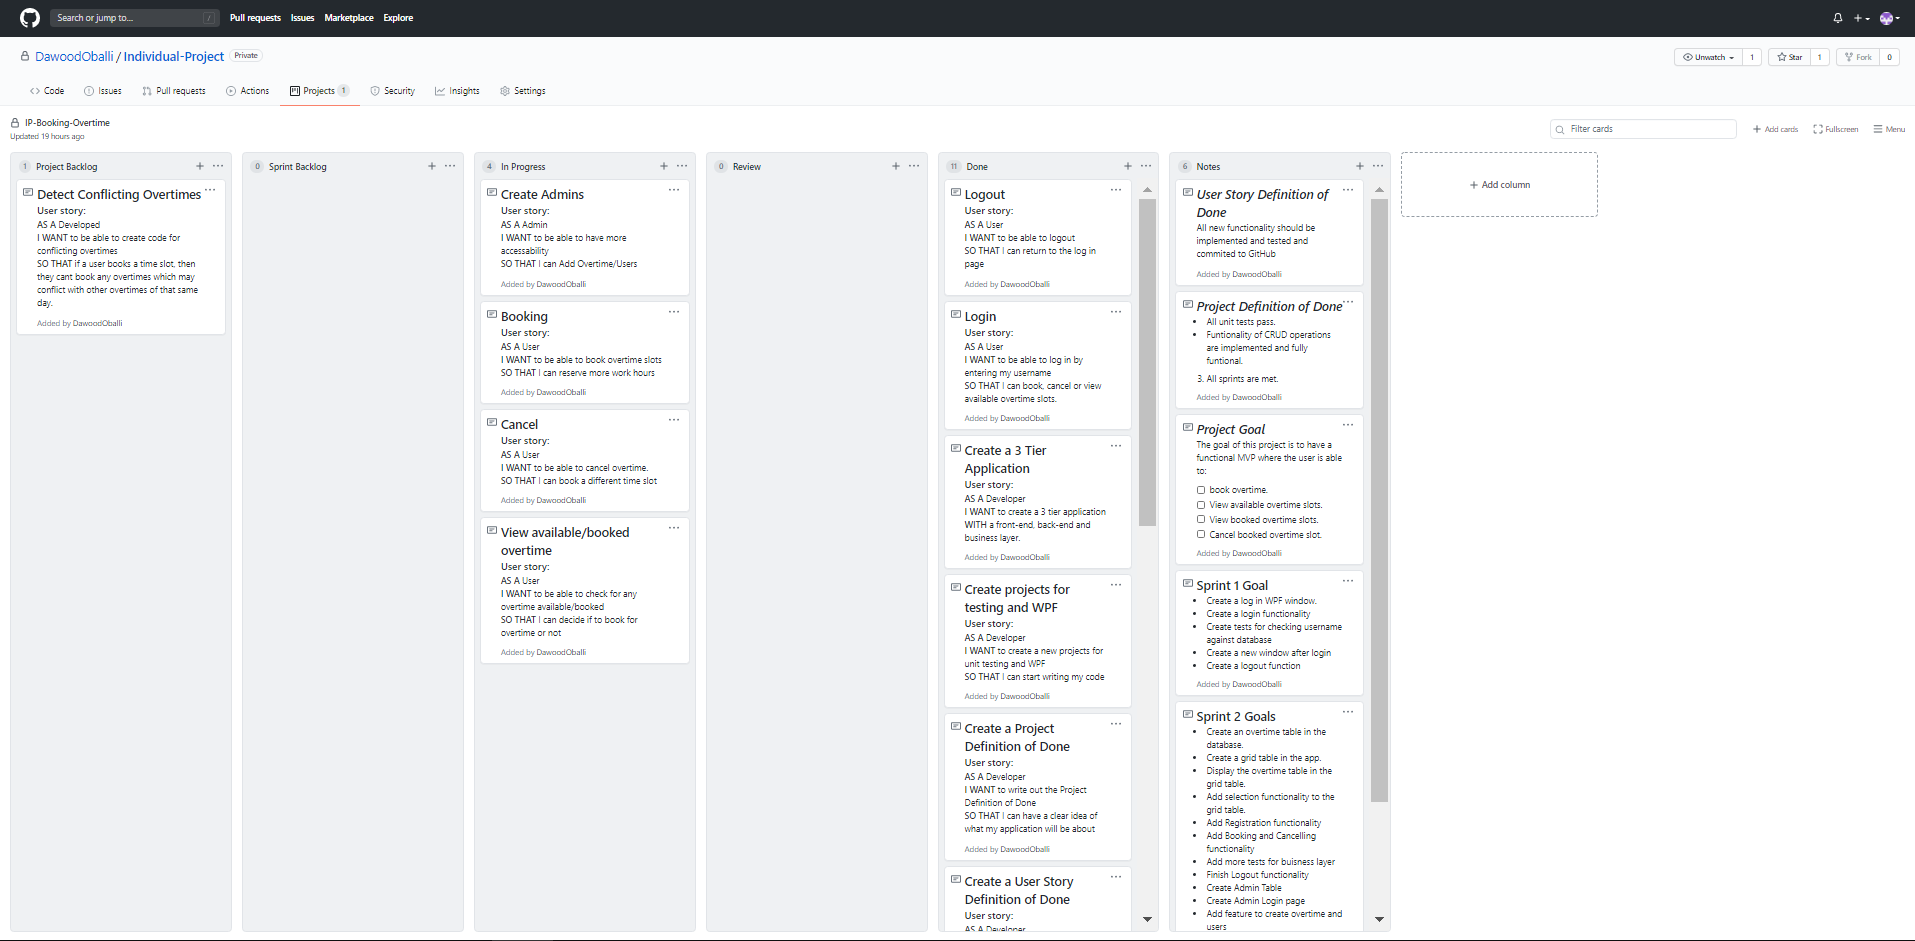 Search or jump to... /
Pull requests Issues Marketplace Explore
DawoodOballi / Individual-Project Private
Unwatch 1 Star 1 Fork 0
Code Issues Pull requests Actions Projects 1 Security Insights Settings
IP-Booking-Overtime
Updated 19 hours ago
Filter cards
+ Add cards Fullscreen Menu
1 Project Backlog
Detect Conflicting Overtimes
User story:
AS A Developed
I WANT to be able to create code for
conflicting overtimes
SO THAT if a user books a time slot, then
they cant book any overtimes which may
conflict with other overtimes of that same
day.
Added by DawoodOballi
0 Sprint Backlog
4 In Progress
Create Admins
User story:
AS A Admin
I WANT to be able to have more
accessability
SO THAT I can Add Overtime/Users
Added by DawoodOballi
Booking
User story:
AS A User
I WANT to be able to book overtime slots
SO THAT I can reserve more work hours
Added by DawoodOballi
Cancel
User story:
AS A User
I WANT to be able to cancel overtime.
SO THAT I can book a different time slot
Added by DawoodOballi
View available/booked
overtime
User story:
AS A User
I WANT to be able to check for any
overtime available/booked
SO THAT I can decide if to book for
overtime or not
Added by DawoodOballi
0 Review
11 Done
Logout
User story:
AS A User
I WANT to be able to logout
SO THAT I can return to the log in
page
Added by DawoodOballi
Login
User story:
AS A User
I WANT to be able to log in by
entering my username
SO THAT I can book, cancel or view
available overtime slots.
Added by DawoodOballi
Create a 3 Tier
Application
User story:
AS A Developer
I WANT to create a 3 tier application
WITH a front-end, back-end and
business layer.
Added by DawoodOballi
Create projects for
testing and WPF
User story:
AS A Developer
I WANT to create a new projects for
unit testing and WPF
SO THAT I can start writing my code
Added by DawoodOballi
Create a Project
Definition of Done
User story:
AS A Developer
I WANT to write out the Project
Definition of Done
SO THAT I can have a clear idea of
what my application will be about
Added by DawoodOballi
Create a User Story
Definition of Done
User story:
AS A Developer
6 Notes
User Story Definition of
Done
All new functionality should be
implemented and tested and
commited to GitHub
Added by DawoodOballi
Project Definition of Done
• All unit tests pass.
• Funtionality of CRUD operations
are implemented and fully
funtional.
3. All sprints are met.
Added by DawoodOballi
Project Goal
The goal of this project is to have a
functional MVP where the user is able
to:
book overtime.
View available overtime slots.
View booked overtime slots.
Cancel booked overtime slot.
Added by DawoodOballi
Sprint 1 Goal
• Create a log in WPF window.
• Create a login functionality
• Create tests for checking username
against database
• Create a new window after login
• Create a logout function
Added by DawoodOballi
Sprint 2 Goals
• Create an overtime table in the
database.
• Create a grid table in the app.
• Display the overtime table in the
grid table.
• Add selection functionality to the
grid table.
• Add Registration functionality
• Add Booking and Cancelling
functionality
• Add more tests for buisness layer
• Finish Logout functionality
• Create Admin Table
• Create Admin Login page
• Add feature to create overtime and
users
+ Add column